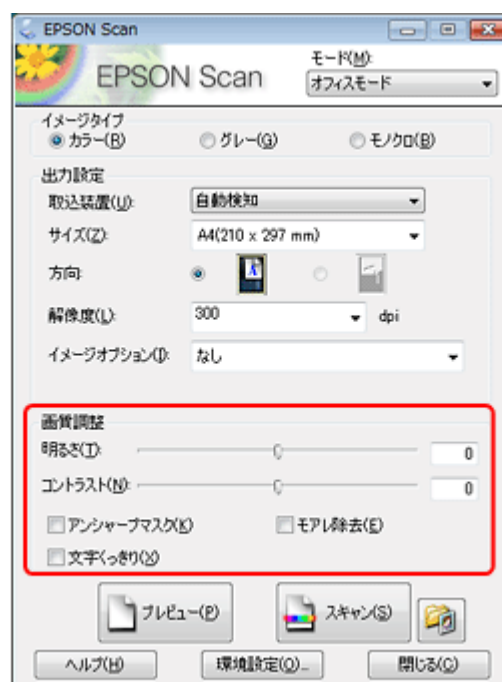 EPSON Scan
EPSON Scan
モード(M):
オフィスモード
イメージタイプ
カラー(R) グレー(G) モノクロ(B)
出力設定
取込装置(U): 自動検知
サイズ(Z): A4(210 x 297 mm)
方向:
解像度(L): 300 dpi
イメージオプション(I): なし
画質調整
明るさ(T): 0
コントラスト(N): 0
アンシャープマスク(K) モアレ除去(E)
文字くっきり(X)
プレビュー(P) スキャン(S)
ヘルプ(H) 環境設定(O)... 閉じる(C)